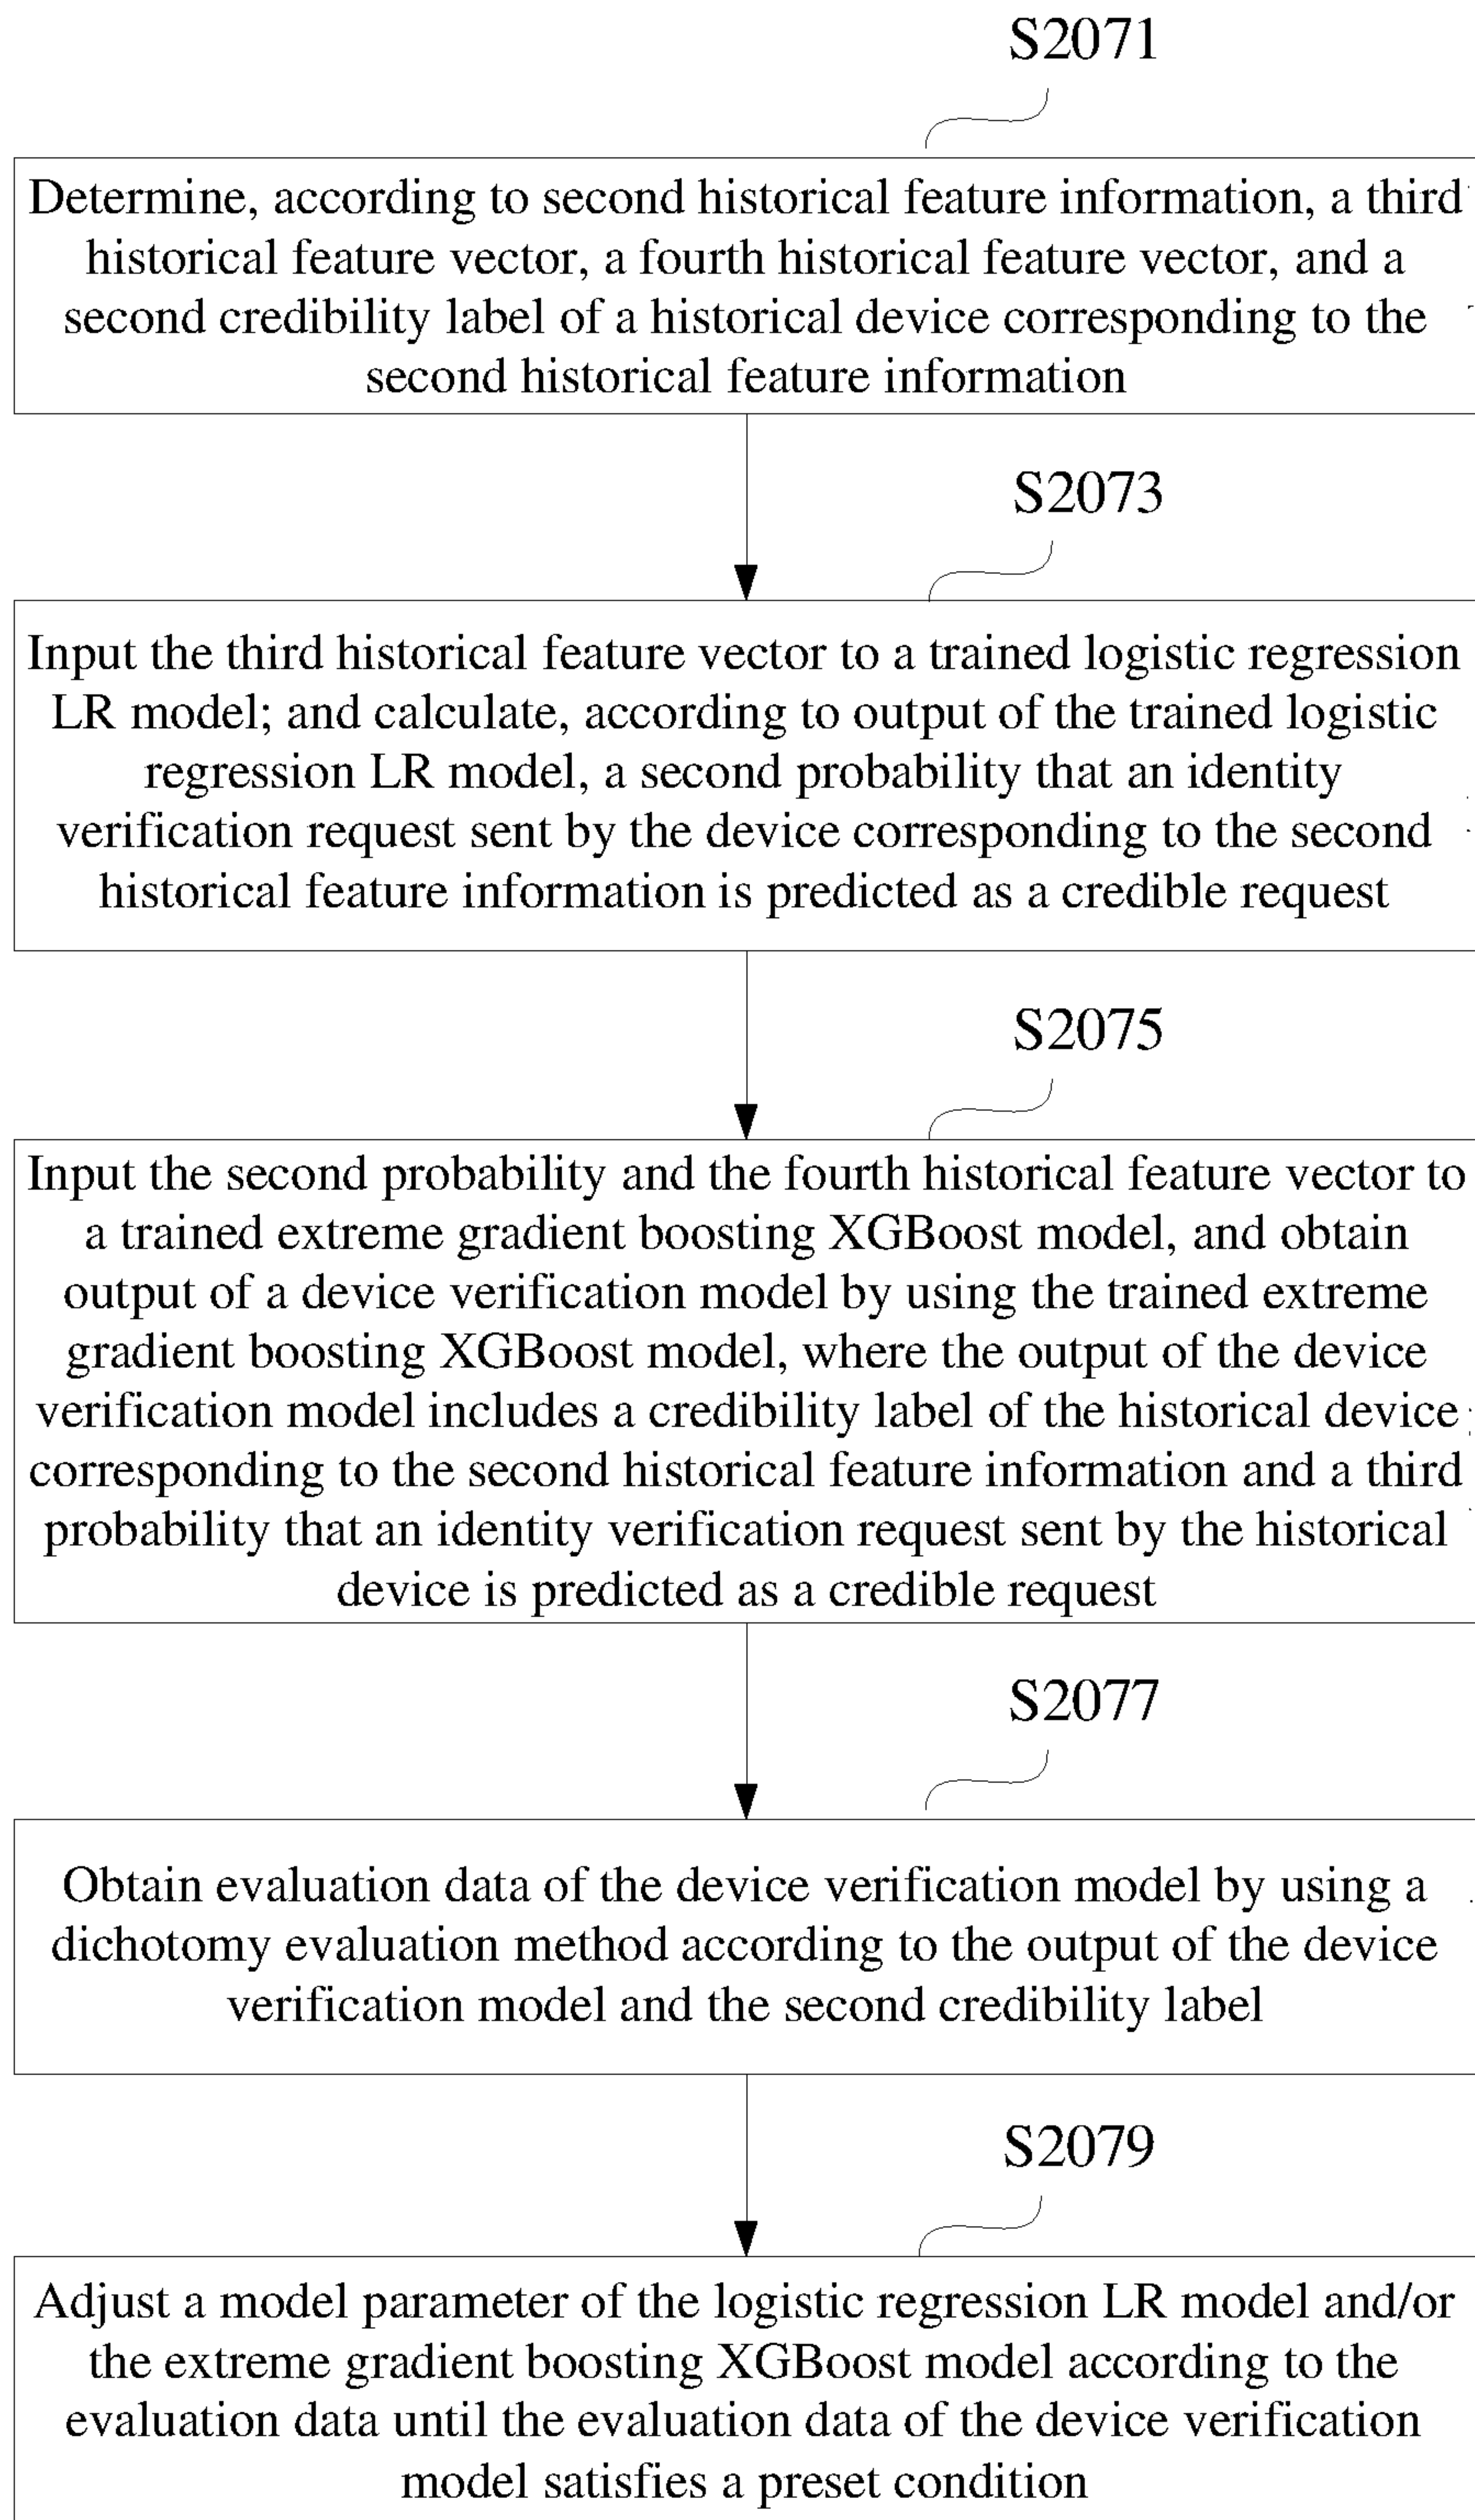 S2071
Determine, according to second historical feature information, a third
historical feature vector, a fourth historical feature vector, and a
second credibility label of a historical device corresponding to the
second historical feature information
S2073
Input the third historical feature vector to a trained logistic regression
LR model; and calculate, according to output of the trained logistic
regression LR model, a second probability that an identity
verification request sent by the device corresponding to the second
historical feature information is predicted as a credible request
S2075
Input the second probability and the fourth historical feature vector to
a trained extreme gradient boosting XGBoost model, and obtain
output of a device verification model by using the trained extreme
gradient boosting XGBoost model, where the output of the device
verification model includes a credibility label of the historical device
corresponding to the second historical feature information and a third
probability that an identity verification request sent by the historical
device is predicted as a credible request
S2077
Obtain evaluation data of the device verification model by using a
dichotomy evaluation method according to the output of the device
verification model and the second credibility label
S2079
Adjust a model parameter of the logistic regression LR model and/or
the extreme gradient boosting XGBoost model according to the
evaluation data until the evaluation data of the device verification
model satisfies a preset condition